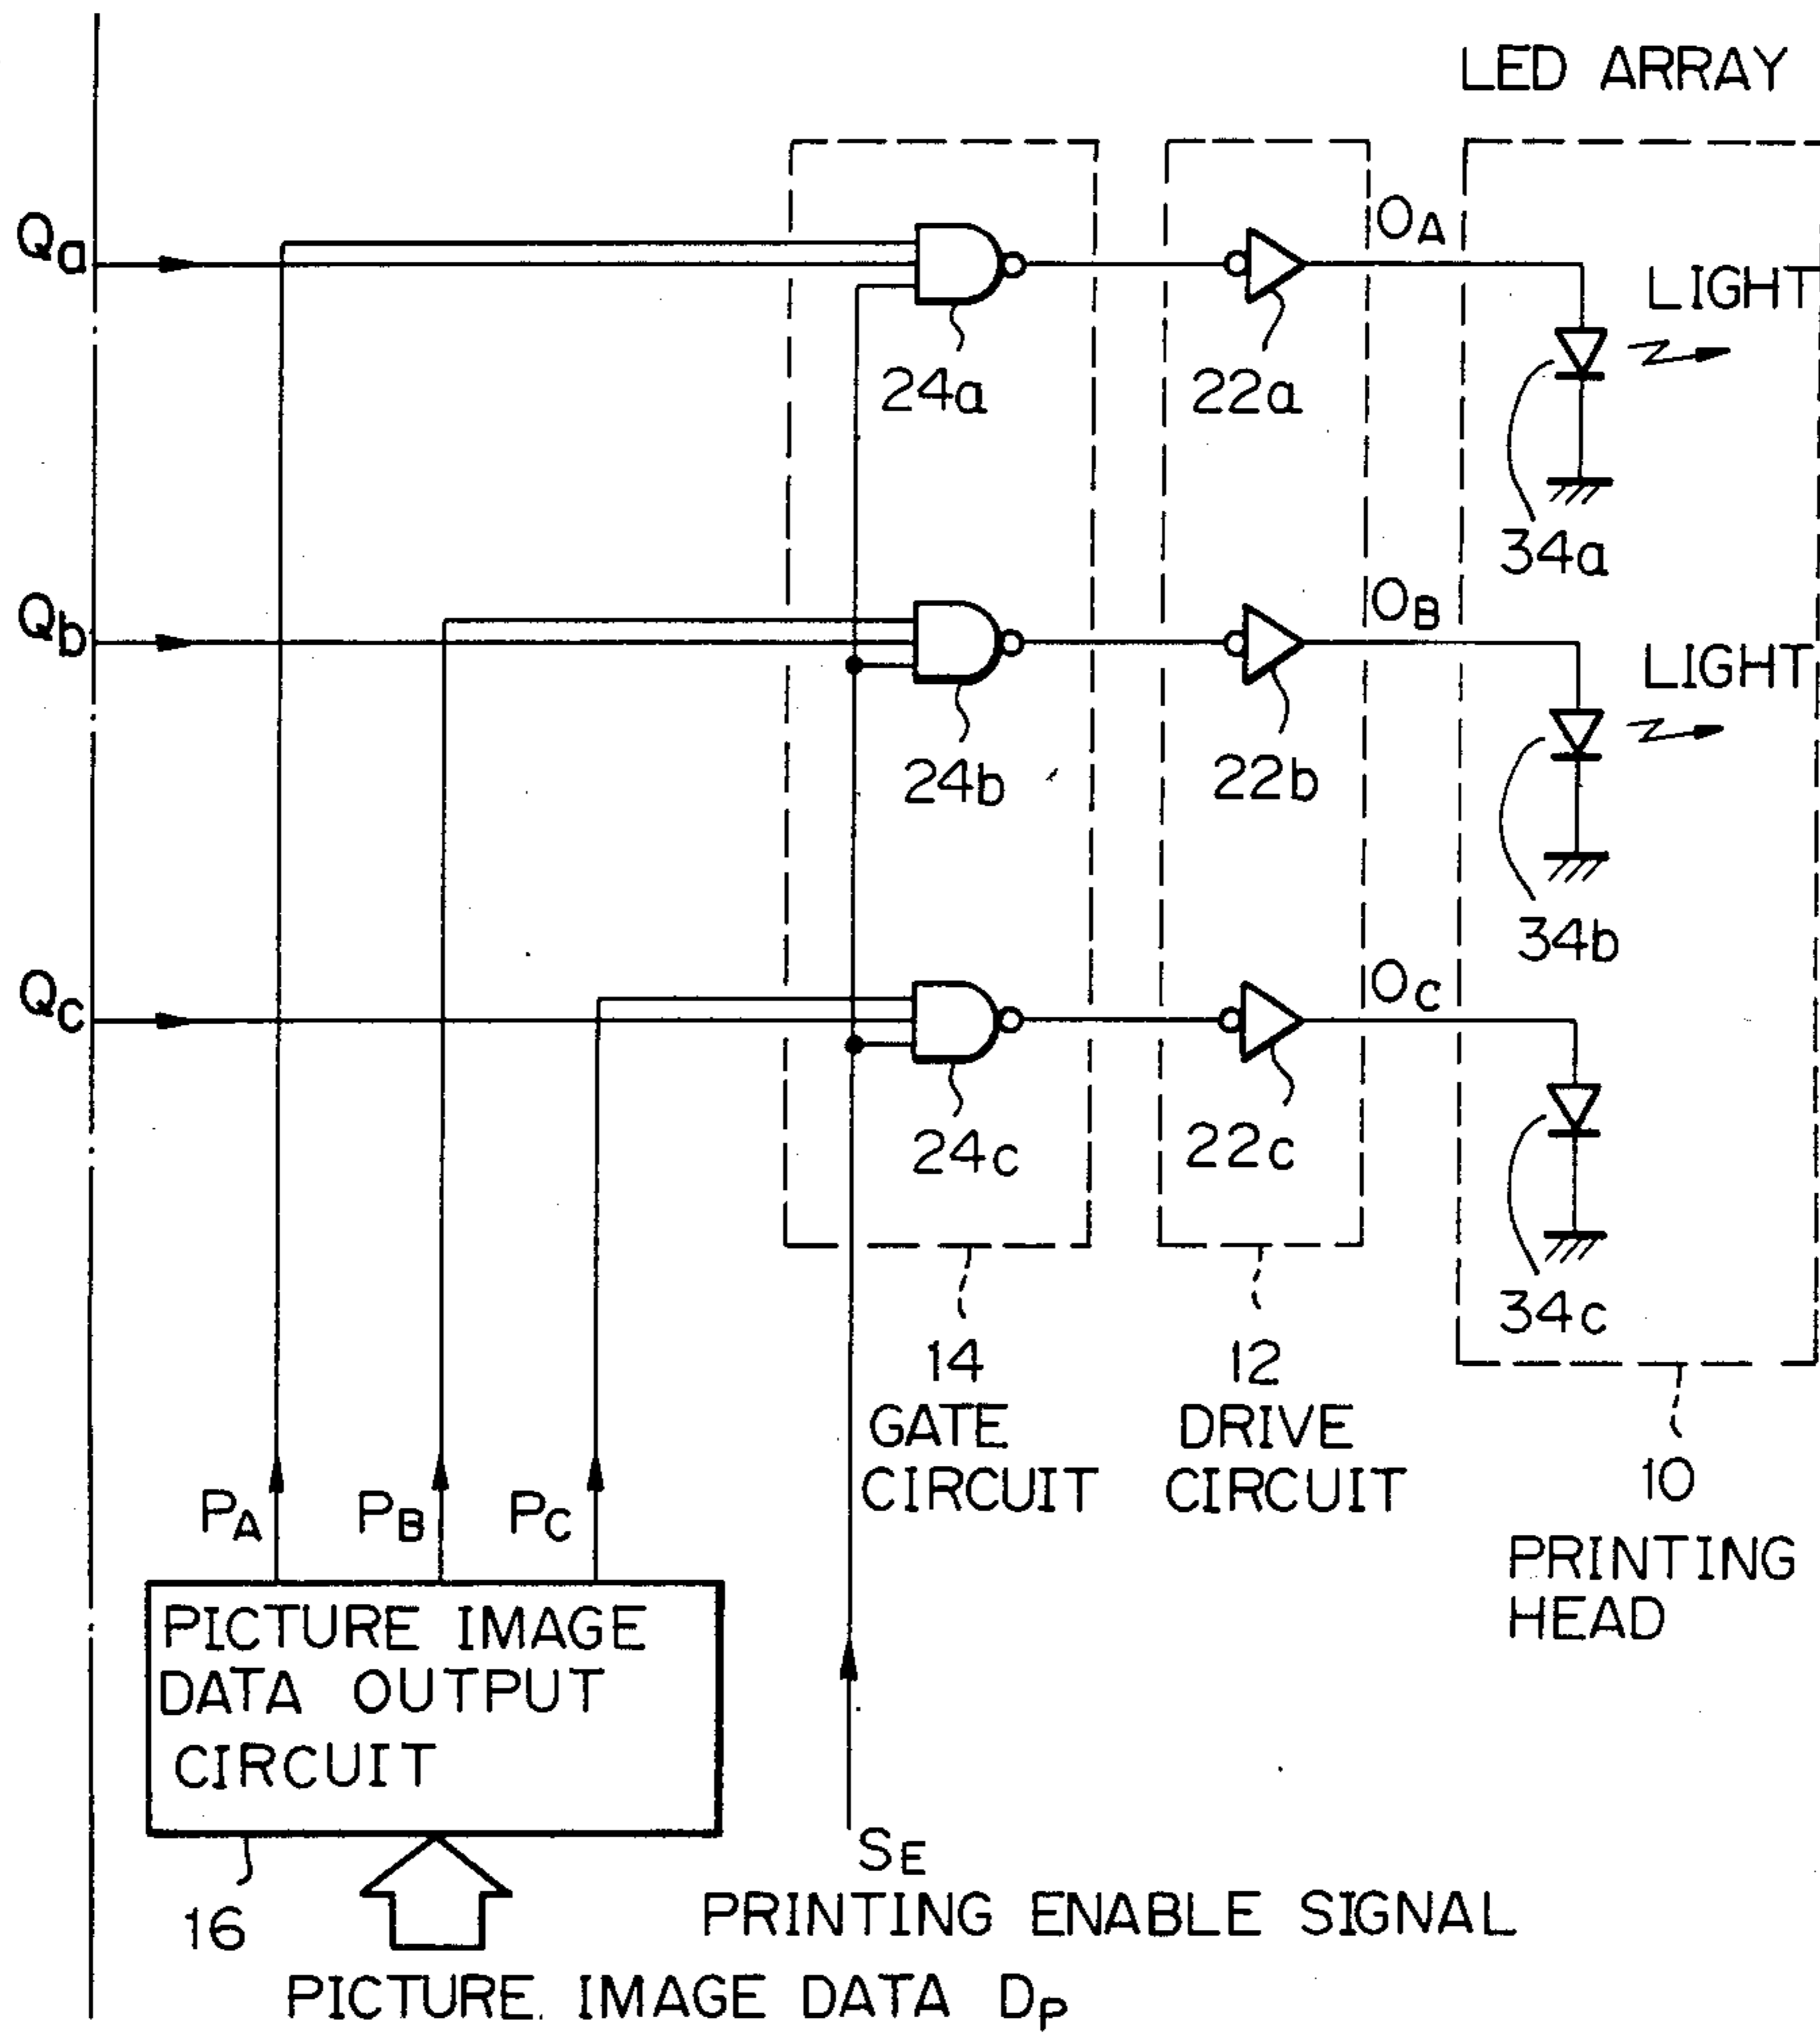 LED ARRAY
Qa
OA
LIGHT
24a
22a
34a
Qb
OB
LIGHT
24b
22b
34b
Qc
OC
24c
22c
34c
14
GATE
CIRCUIT
12
DRIVE
CIRCUIT
10
PRINTING
HEAD
PA
PB
PC
PICTURE IMAGE
DATA OUTPUT
CIRCUIT
16
SE
PRINTING ENABLE SIGNAL
PICTURE IMAGE DATA DP